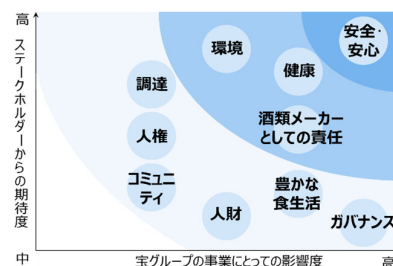 高
ステークホルダーからの期待度
中
安全・
安心
環境
健康
調達
酒類メーカー
としての責任
人権
コミュニ
ティ
豊かな
食生活
人財
ガバナンス
宝グループの事業にとっての影響度
高